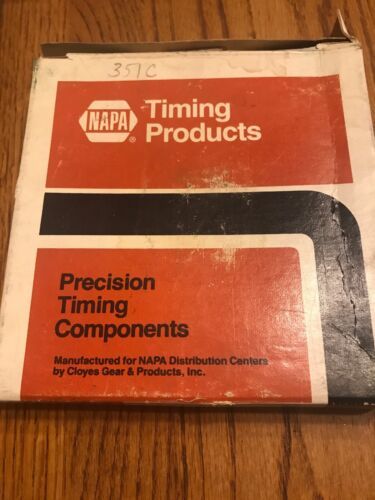 351C
NAPA ®
Timing
Products
Precision
Timing
Components
Manufactured for NAPA Distribution Centers
by Cloyes Gear & Products, Inc.